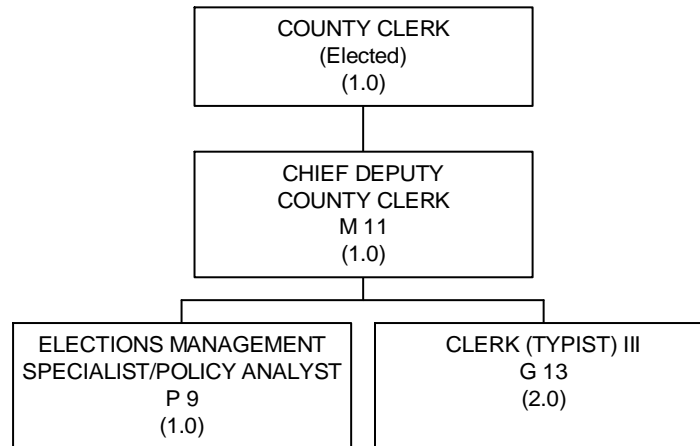 COUNTY CLERK
(Elected)
(1.0)
CHIEF DEPUTY
COUNTY CLERK
M 11
(1.0)
ELECTIONS MANAGEMENT
SPECIALIST/POLICY ANALYST
P 9
(1.0)
CLERK (TYPIST) III
G 13
(2.0)